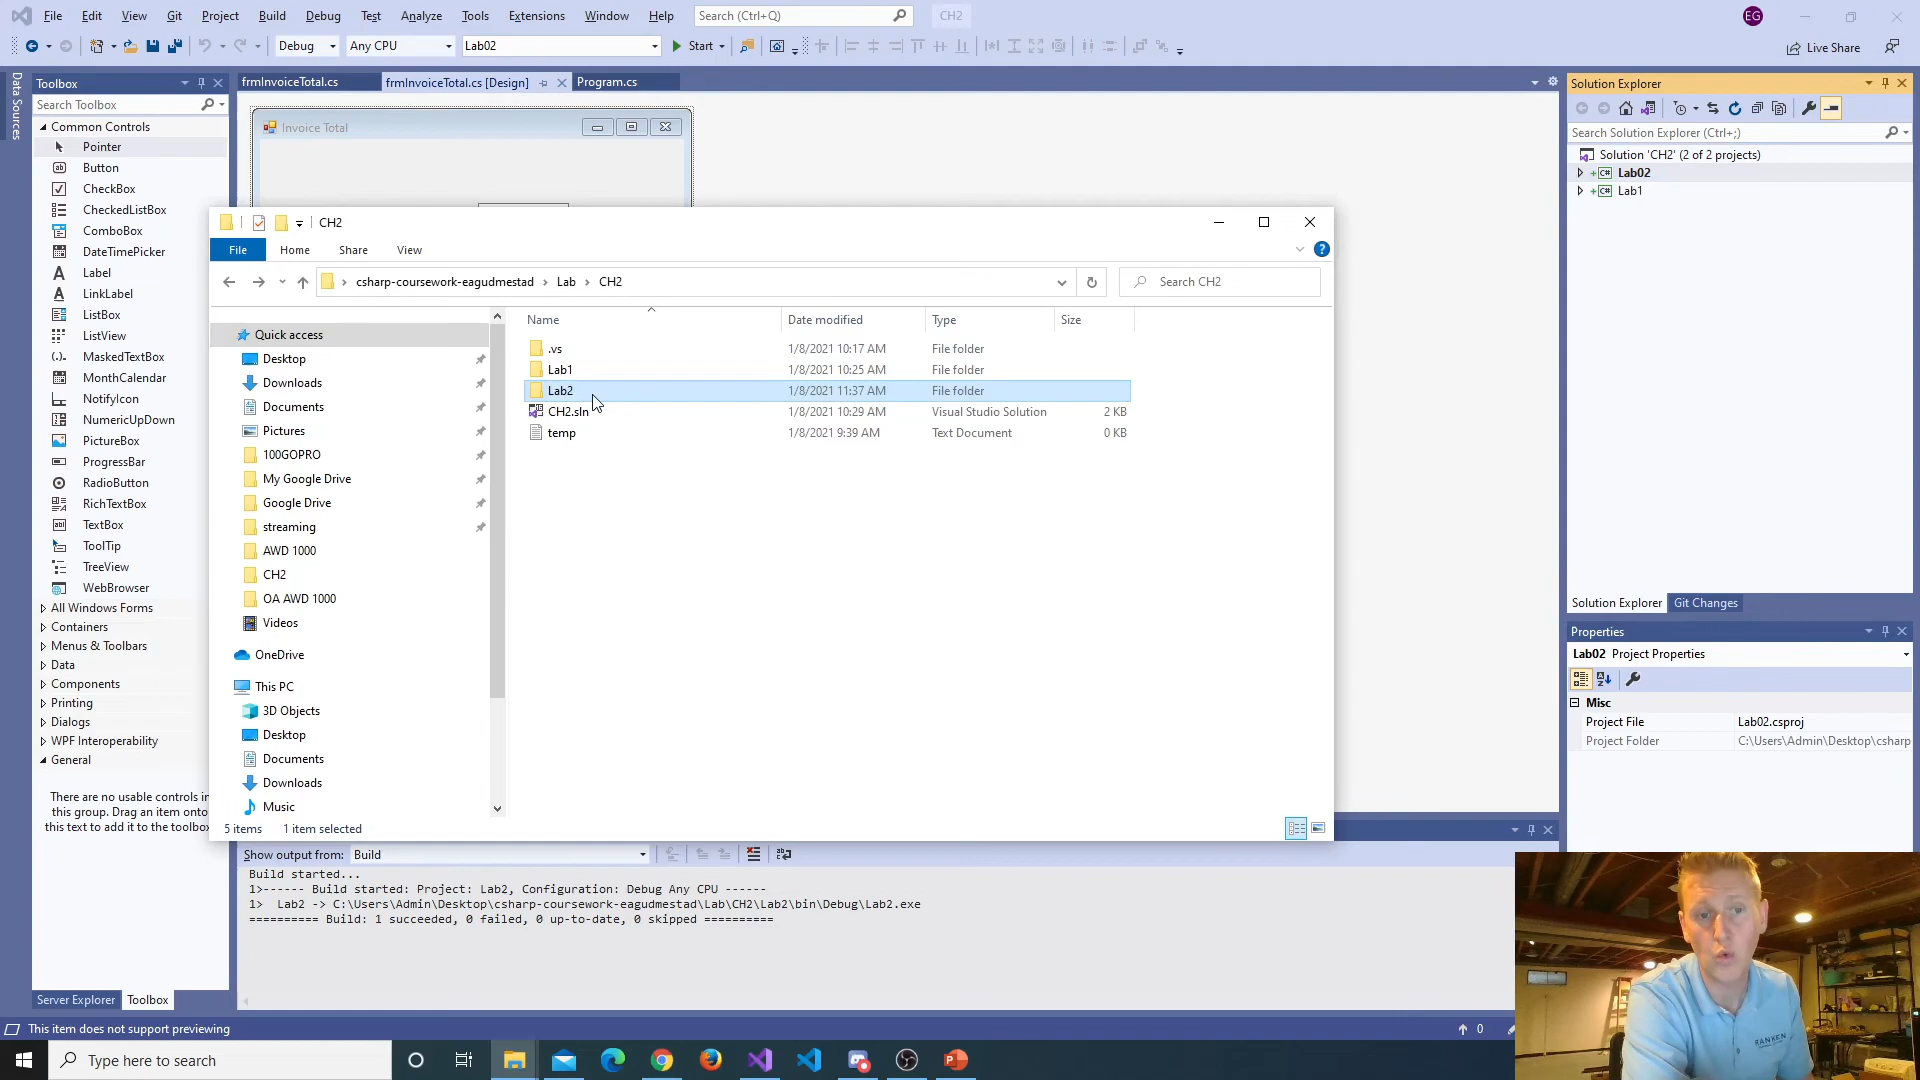 File Edit View Git Project Build Debug Test Analyze Tools Extensions Window Help Search (Ctrl+Q) CH2 EG
Debug Any CPU Lab02 Start Live Share
Data Sources
Toolbox
Search Toolbox
Common Controls
Pointer
Button
CheckBox
CheckedListBox
ComboBox
DateTimePicker
Label
LinkLabel
ListBox
ListView
MaskedTextBox
MonthCalendar
NotifyIcon
NumericUpDown
PictureBox
ProgressBar
RadioButton
RichTextBox
TextBox
ToolTip
TreeView
WebBrowser
All Windows Forms
Containers
Menus & Toolbars
Data
Components
Printing
Dialogs
WPF Interoperability
General
There are no usable controls in
this group. Drag an item onto
this text to add it to the toolbox
Server Explorer Toolbox
frmInvoiceTotal.cs frmInvoiceTotal.cs [Design] Program.cs
Invoice Total
CH2
File Home Share View
csharp-coursework-eagudmestad Lab CH2 Search CH2
Quick access
Desktop
Downloads
Documents
Pictures
100GOPRO
My Google Drive
Google Drive
streaming
AWD 1000
CH2
OA AWD 1000
Videos
OneDrive
This PC
3D Objects
Desktop
Documents
Downloads
Music
Name Date modified Type Size
.vs 1/8/2021 10:17 AM File folder
Lab1 1/8/2021 10:25 AM File folder
Lab2 1/8/2021 11:37 AM File folder
CH2.sln 1/8/2021 10:29 AM Visual Studio Solution 2 KB
temp 1/8/2021 9:39 AM Text Document 0 KB
5 items 1 item selected
Show output from: Build
Build started...
1>------ Build started: Project: Lab2, Configuration: Debug Any CPU ------
1> Lab2 -> C:\Users\Admin\Desktop\csharp-coursework-eagudmestad\Lab\CH2\Lab2\bin\Debug\Lab2.exe
========== Build: 1 succeeded, 0 failed, 0 up-to-date, 0 skipped ==========
Solution Explorer
Search Solution Explorer (Ctrl+;)
Solution 'CH2' (2 of 2 projects)
Lab02
Lab1
Solution Explorer Git Changes
Properties
Lab02 Project Properties
Misc
Project File Lab02.csproj
Project Folder C:\Users\Admin\Desktop\csharp
RANKEN
This item does not support previewing 0
Type here to search